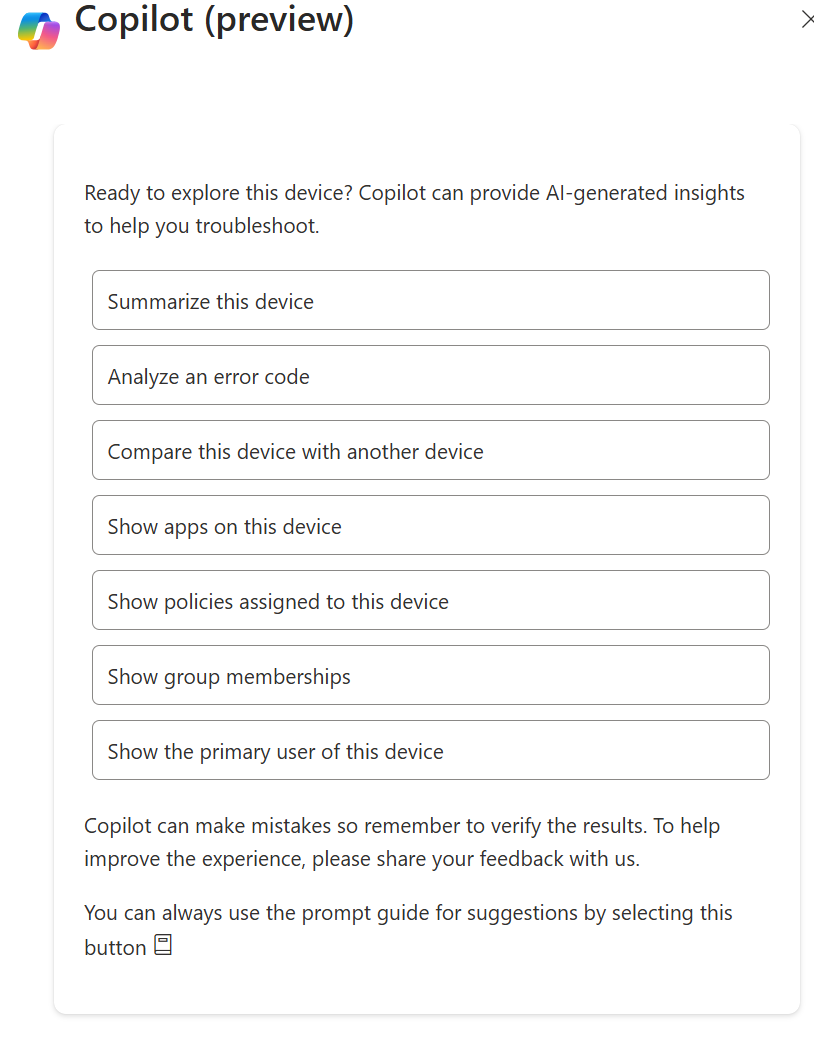 Copilot (preview)
Ready to explore this device? Copilot can provide AI-generated insights
to help you troubleshoot.
Summarize this device
Analyze an error code
Compare this device with another device
Show apps on this device
Show policies assigned to this device
Show group memberships
Show the primary user of this device
Copilot can make mistakes so remember to verify the results. To help
improve the experience, please share your feedback with us.
You can always use the prompt guide for suggestions by selecting this
button